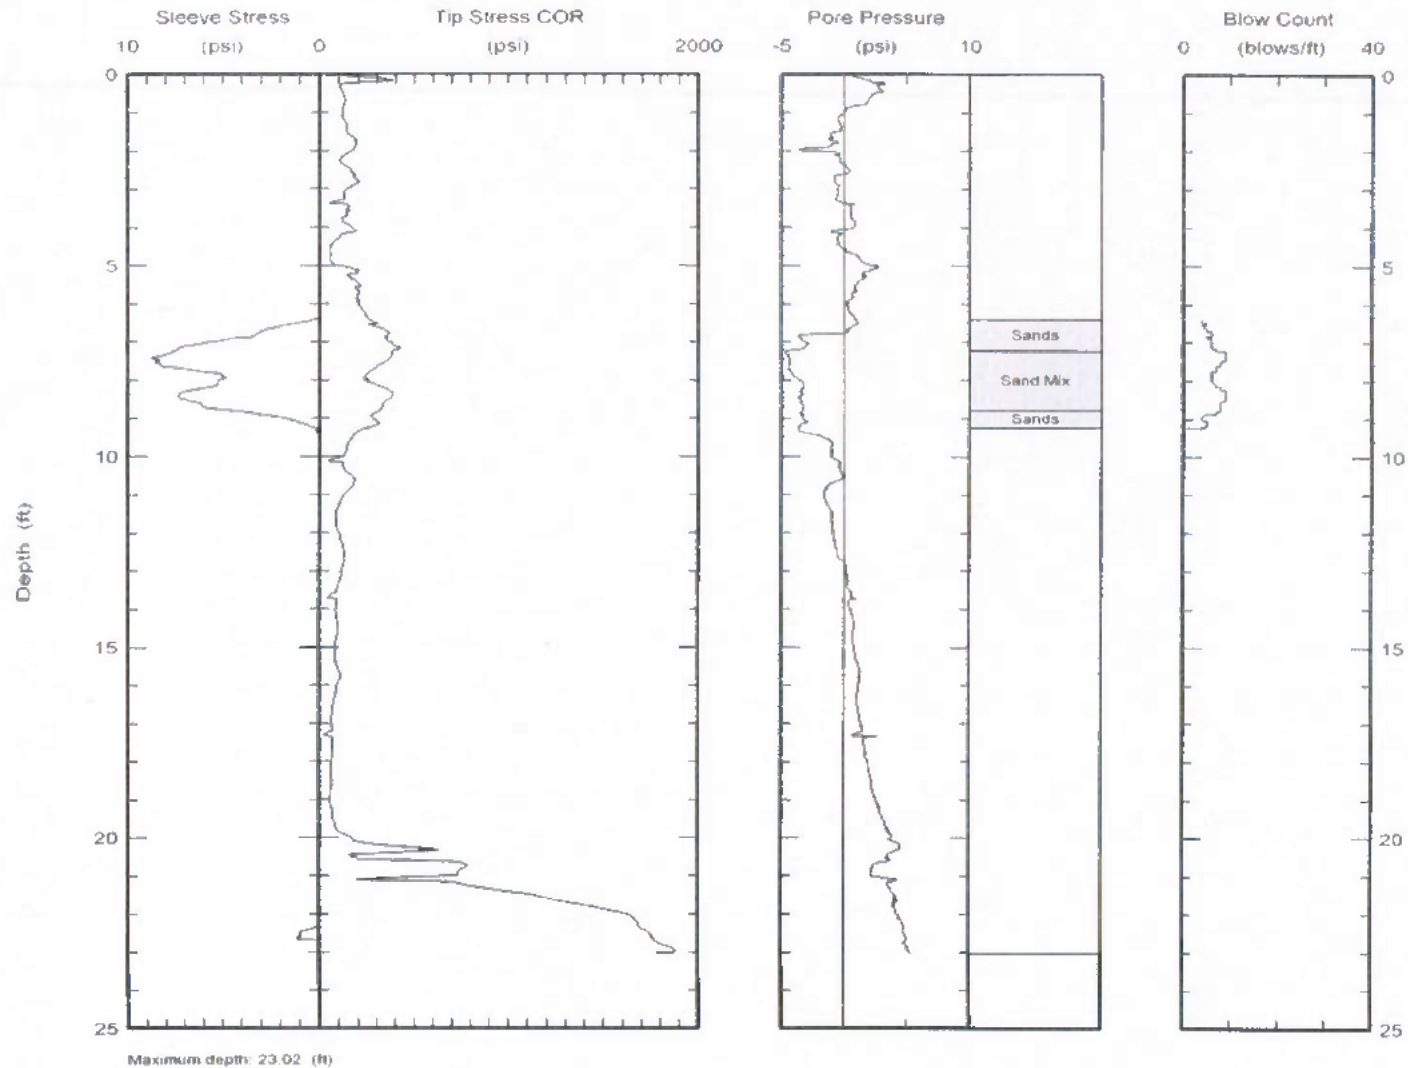 Sleeve Stress Tip Stress COR Pore Pressure Blow Count
(psi) (psi) (psi) (blows/ft)
10 0 2000 -5 10 0 40
0 0
5 5
Sands
Sand Mix
Sands
10 10
Depth (ft)
15 15
20 20
25 25
Maximum depth: 23.02 (ft)